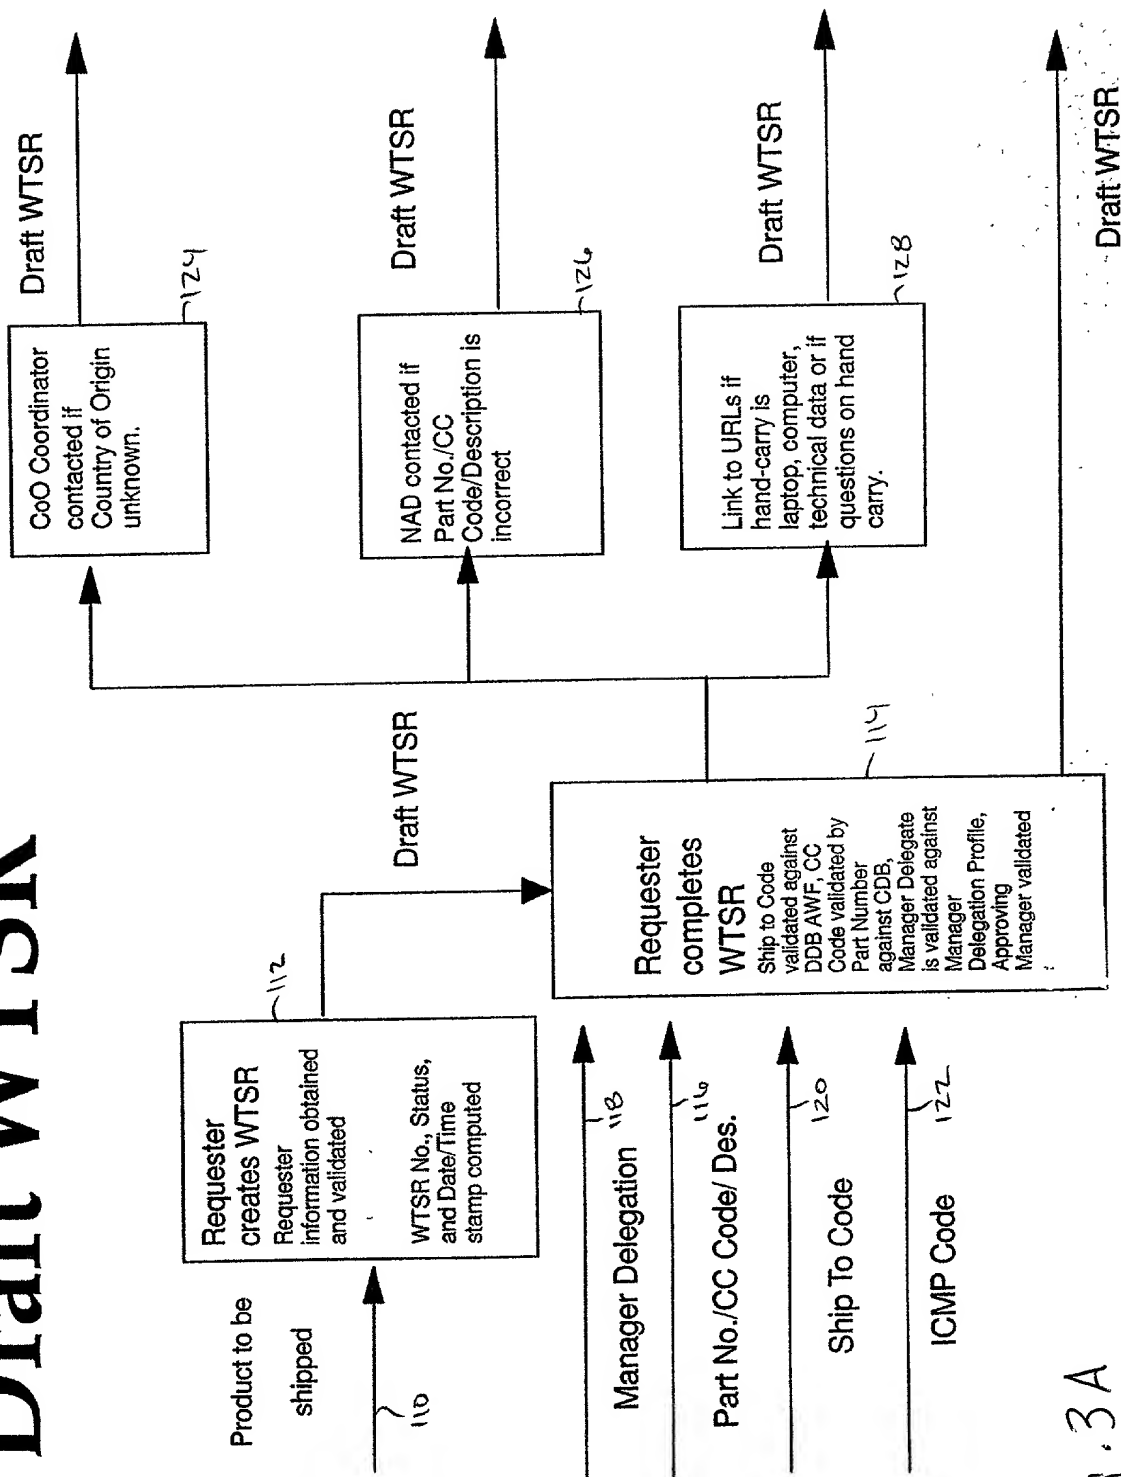 Draft WTSR
Product to be
shipped
110
Requester
creates WTSR
Requester
information obtained
and validated
WTSR No., Status,
and Date/Time
stamp computed
112
Draft WTSR
Manager Delegation
118
Part No./CC Code/ Des.
116
Ship To Code
120
ICMP Code
122
Requester
completes
WTSR
Ship to Code
validated against
DDB AWF, CC
Code validated by
Part Number
against CDB,
Manager Delegate
is validated against
Manager
Delegation Profile,
Approving
Manager validated
114
CoO Coordinator
contacted if
Country of Origin
unknown.
124
Draft WTSR
NAD contacted if
Part No./CC
Code/Description is
incorrect
126
Draft WTSR
Link to URLs if
hand-carry is
laptop, computer,
technical data or if
questions on hand
carry.
128
Draft WTSR
Draft WTSR
3A